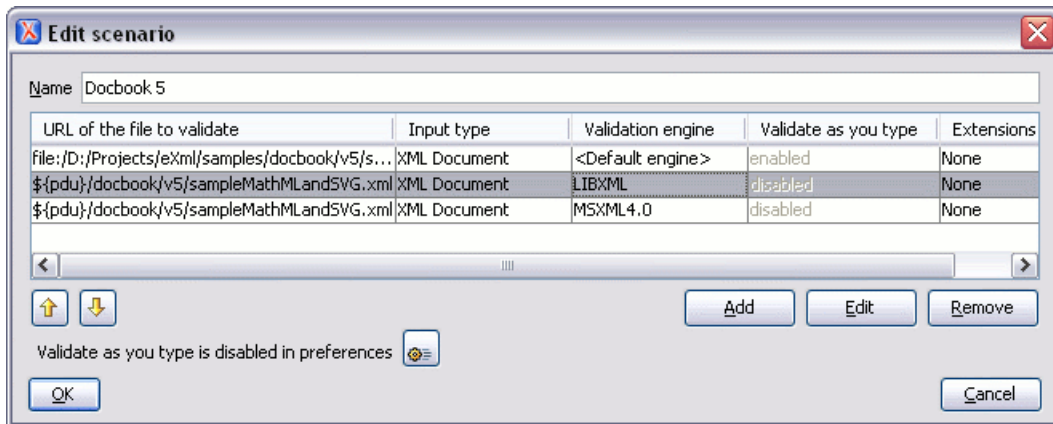 Edit scenario
Name Docbook 5
URL of the file to validate Input type Validation engine Validate as you type Extensions
file:/D:/Projects/eXml/samples/docbook/v5/s... XML Document <Default engine> enabled None
${pdu}/docbook/v5/sampleMathMLandSVG.xml XML Document LIBXML disabled None
${pdu}/docbook/v5/sampleMathMLandSVG.xml XML Document MSXML4.0 disabled None
Add Edit Remove
Validate as you type is disabled in preferences
OK Cancel